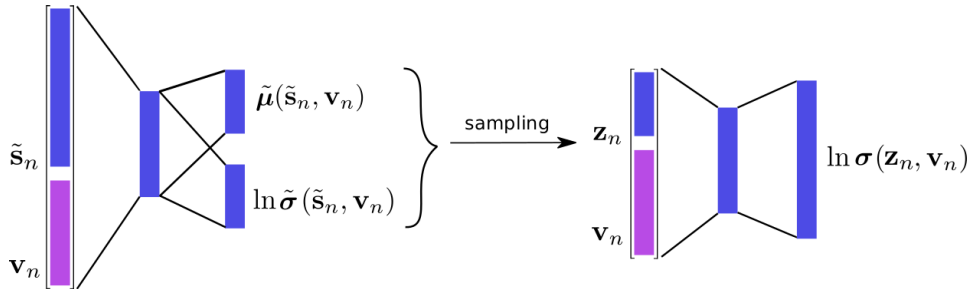 s̃ₙ
vₙ
μ̃(s̃ₙ, vₙ)
ln σ̃(s̃ₙ, vₙ)
sampling
zₙ
vₙ
ln σ(zₙ, vₙ)